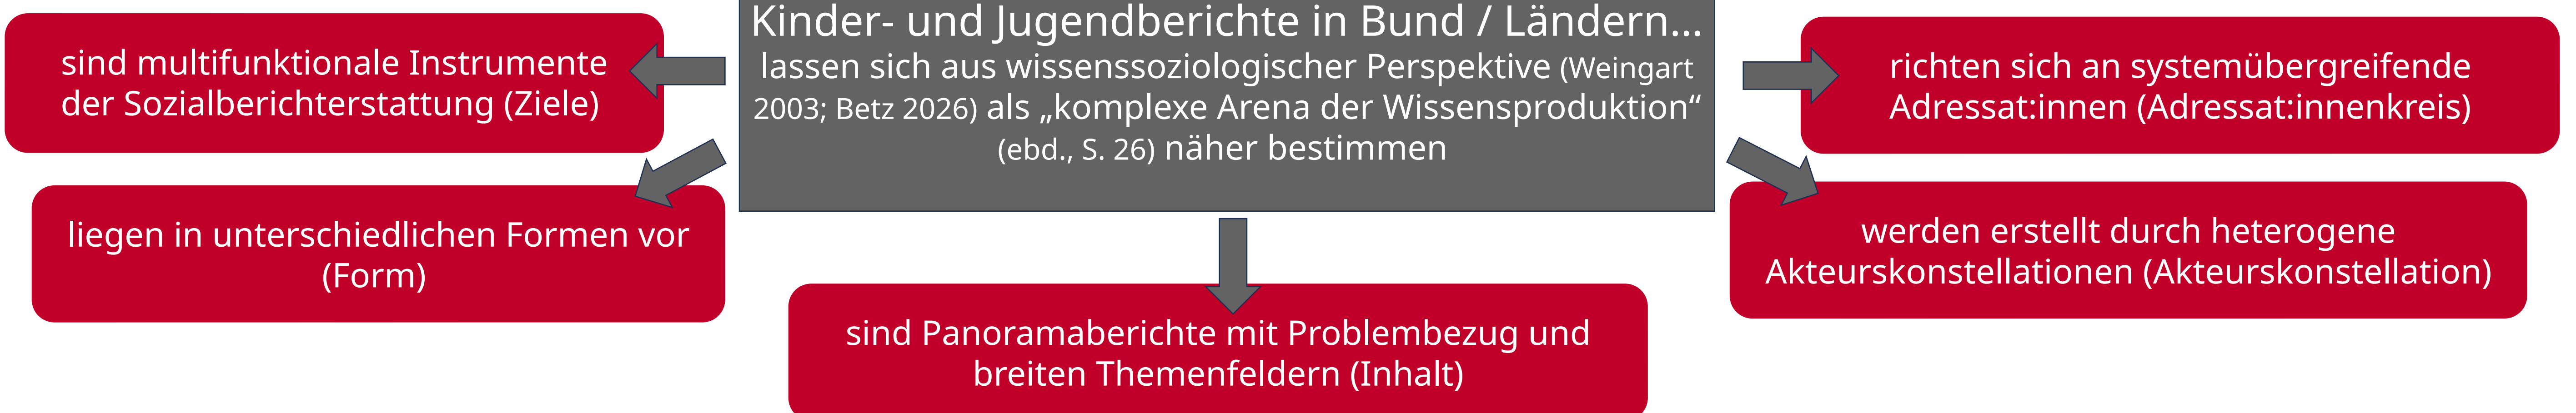 Kinder- und Jugendberichte in Bund / Ländern…
lassen sich aus wissenssoziologischer Perspektive (Weingart
2003; Betz 2026) als „komplexe Arena der Wissensproduktion“
(ebd., S. 26) näher bestimmen
sind multifunktionale Instrumente
der Sozialberichterstattung (Ziele)
liegen in unterschiedlichen Formen vor
(Form)
sind Panoramaberichte mit Problembezug und
breiten Themenfeldern (Inhalt)
richten sich an systemübergreifende
Adressat:innen (Adressat:innenkreis)
werden erstellt durch heterogene
Akteurskonstellationen (Akteurskonstellation)